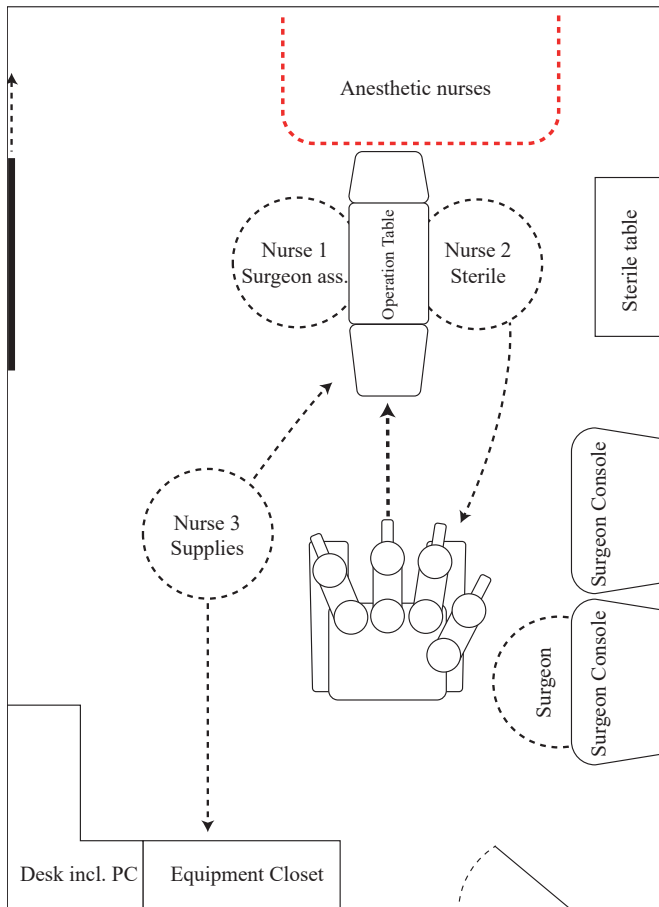 Anesthetic nurses
Nurse 1
Surgeon ass.
Operation Table
Nurse 2
Sterile
Sterile table
Nurse 3
Supplies
Surgeon Console
Surgeon
Surgeon Console
Desk incl. PC
Equipment Closet